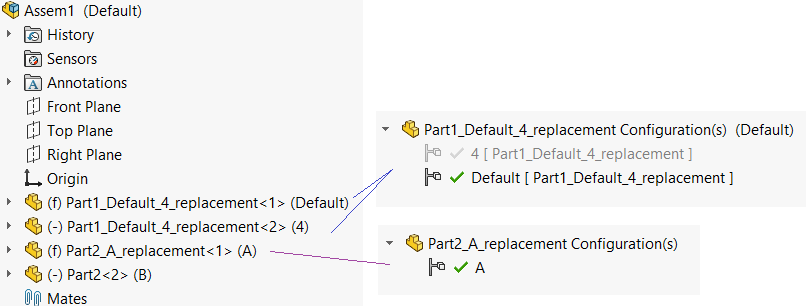 Assem1 (Default)
History
Sensors
Annotations
Front Plane
Top Plane
Right Plane
Origin
(f) Part1_Default_4_replacement<1> (Default)
(-) Part1_Default_4_replacement<2> (4)
(f) Part2_A_replacement<1> (A)
(-) Part2<2> (B)
Mates
Part1_Default_4_replacement Configuration(s) (Default)
4 [ Part1_Default_4_replacement ]
Default [ Part1_Default_4_replacement ]
Part2_A_replacement Configuration(s)
A